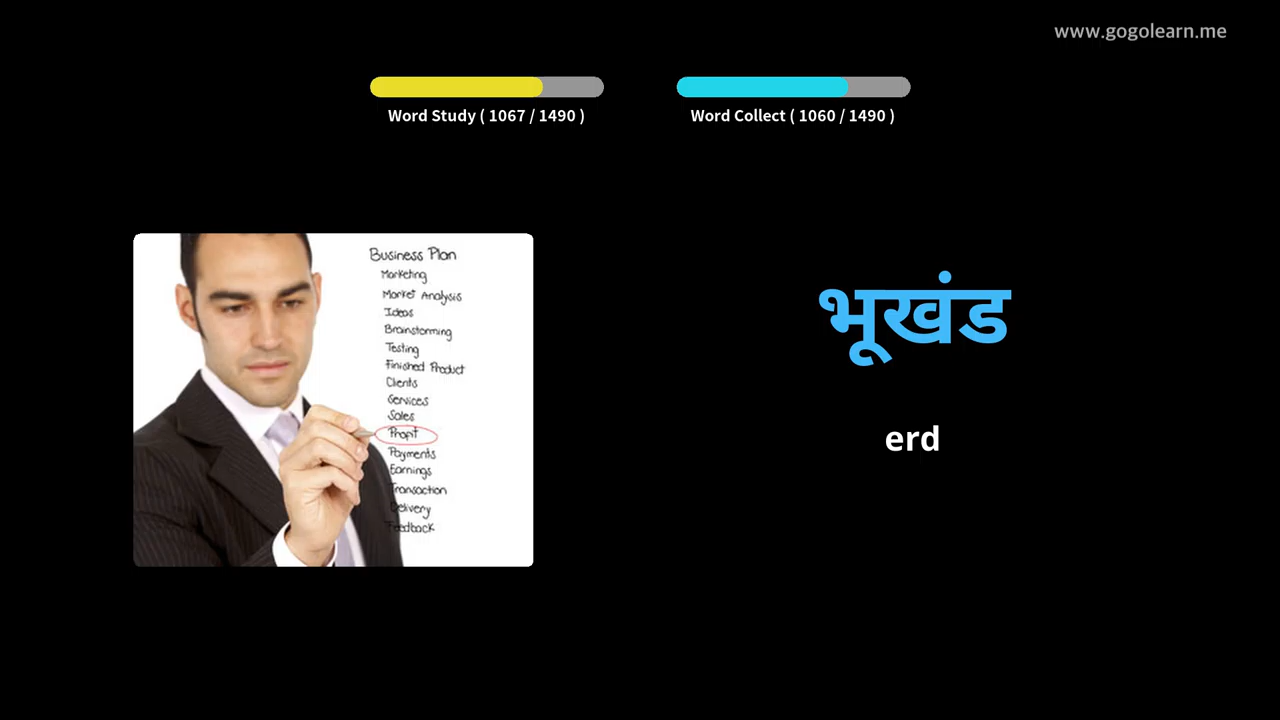 www.gogolearn.me
Word Study ( 1067 / 1490 )
Word Collect ( 1060 / 1490 )
Business Plan
Marketing
Market Analysis
Ideas
Brainstorming
Testing
Finished Product
Clients
Services
Sales
Profit
Payments
Earnings
Transaction
Delivery
Feedback
भूखंड
erd